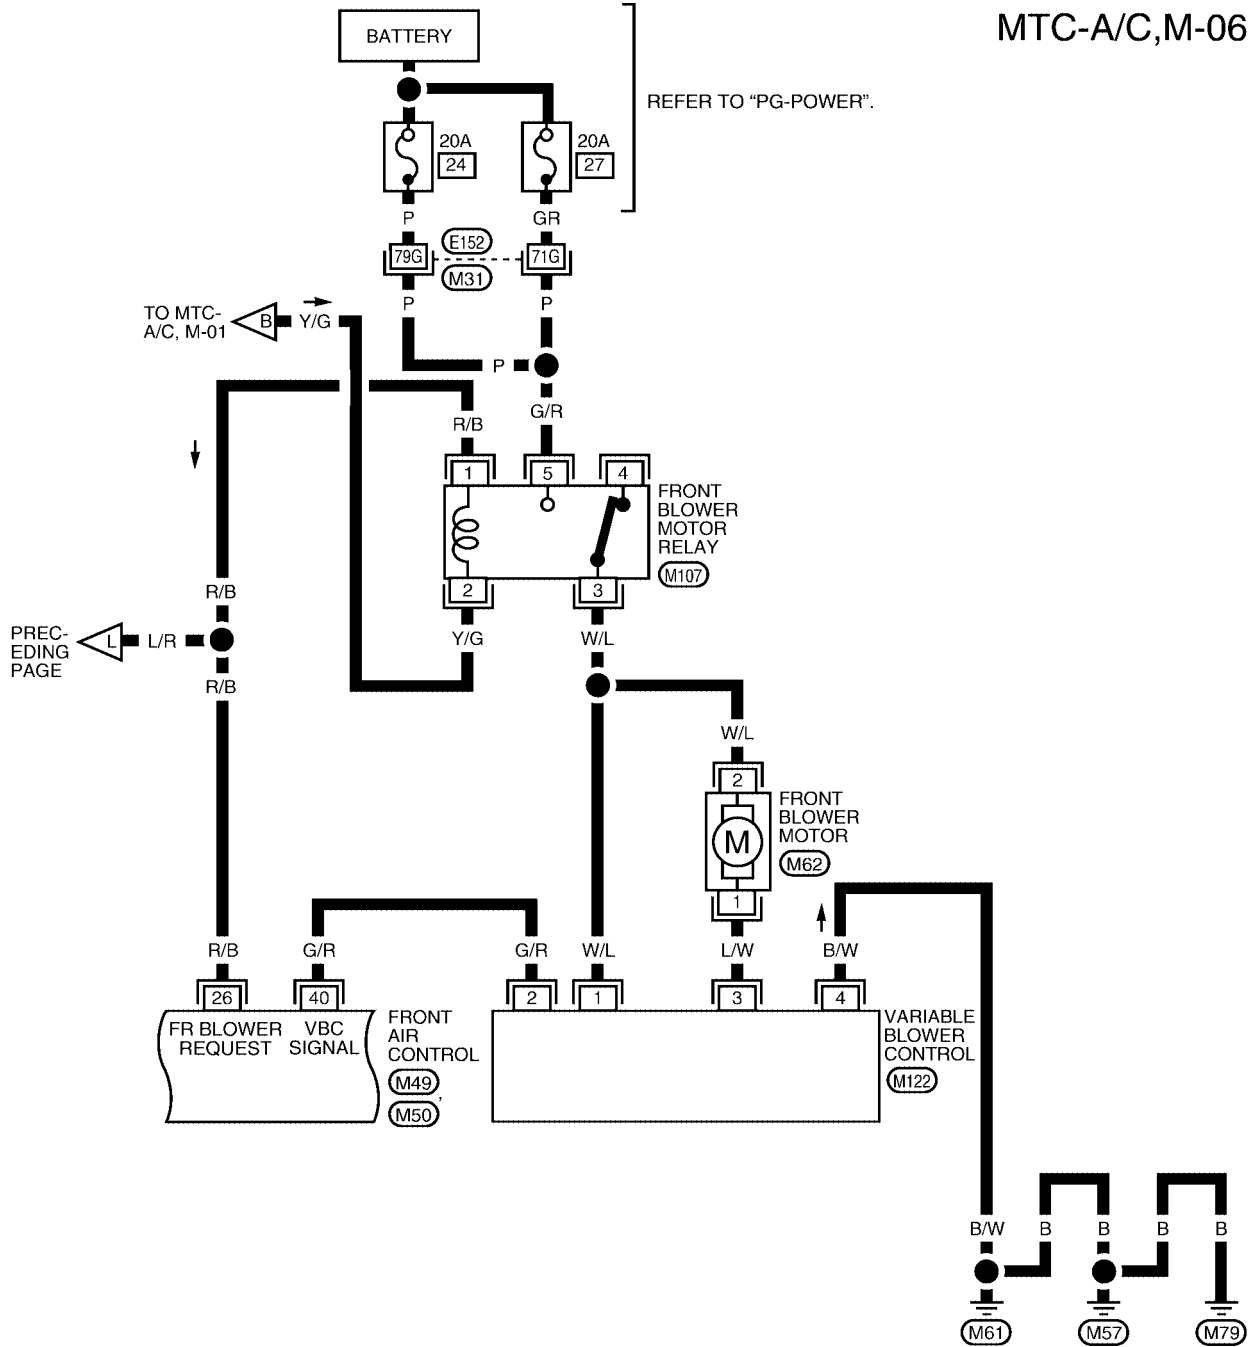 MTC-A/C,M-06
BATTERY
REFER TO “PG-POWER”.
20A
24
20A
27
P
GR
79G
E152
71G
M31
P
P
TO MTC-
A/C, M-01
B
Y/G
P
G/R
R/B
1
5
4
FRONT
BLOWER
MOTOR
RELAY
M107
2
3
R/B
PREC-
EDING
PAGE
L
L/R
Y/G
W/L
R/B
W/L
2
FRONT
BLOWER
MOTOR
M
M62
1
R/B
G/R
G/R
W/L
L/W
B/W
26
40
2
1
3
4
FR BLOWER
REQUEST
VBC
SIGNAL
FRONT
AIR
CONTROL
M49
,
M50
VARIABLE
BLOWER
CONTROL
M122
B/W
B
B
B
B
M61
M57
M79